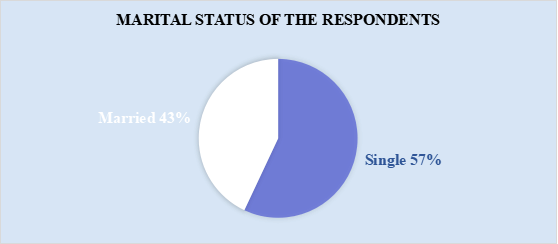 MARITAL STATUS OF THE RESPONDENTS
Married 43%
Single 57%